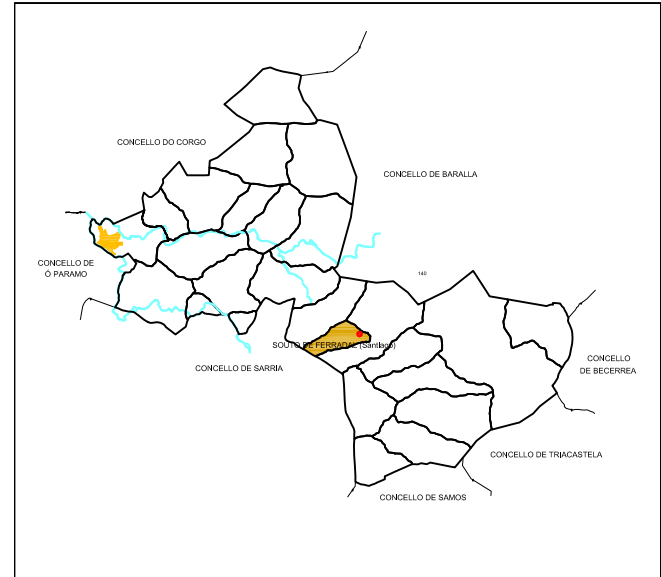 CONCELLO DO CORGO
CONCELLO DE BARALLA
CONCELLO DE
Ó PARAMO
140
SOUTO DE FERRADAL (Santiago)
CONCELLO DE SARRIA
CONCELLO
DE BECERREA
CONCELLO DE TRIACASTELA
CONCELLO DE SAMOS